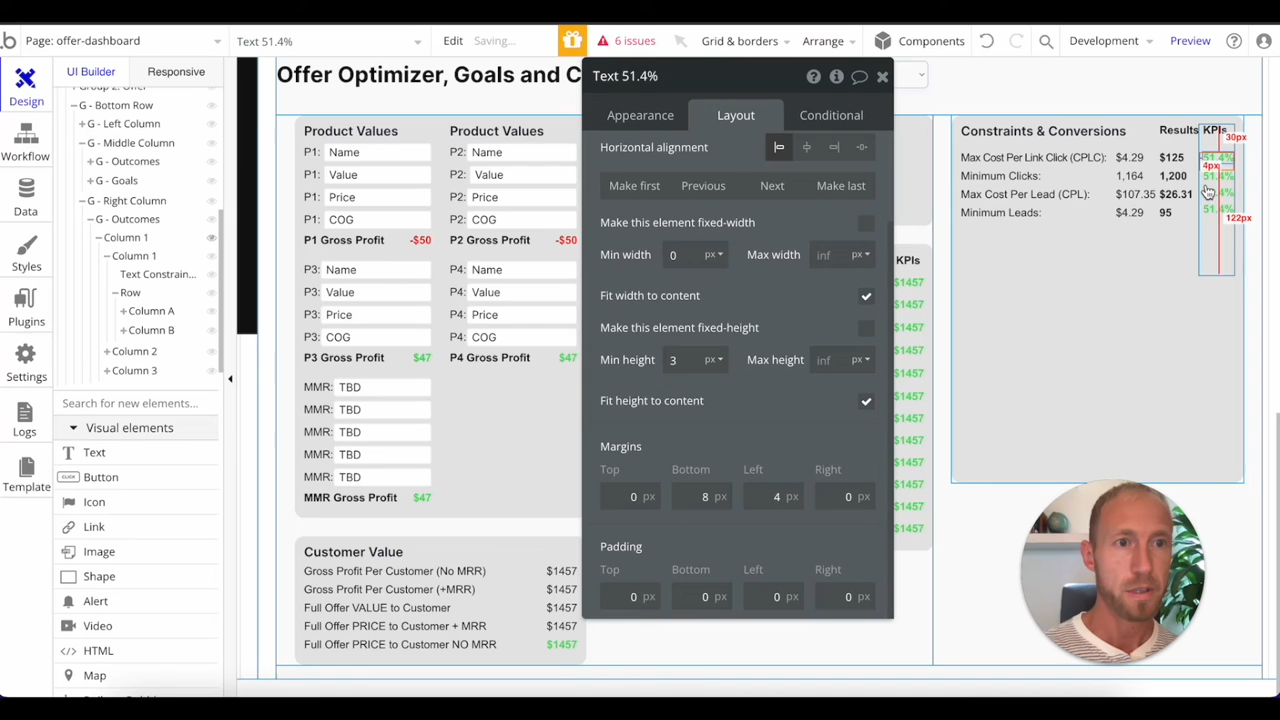 b Page: offer-dashboard Text 51.4% Edit Saving... 6 issues Grid & borders Arrange Components Development Preview
UI Builder Responsive
Design
Workflow
Data
Styles
Plugins
Settings
Logs
Template
G - Bottom Row
G - Left Column
G - Middle Column
G - Outcomes
G - Goals
G - Right Column
G - Outcomes
Column 1
Column 1
Text Constrain...
Row
Column A
Column B
Column 2
Column 3
Search for new elements...
Visual elements
Text
CLICK Button
Icon
Link
Image
Shape
Alert
Video
HTML
Map
Offer Optimizer, Goals and C
Product Values Product Values
P1: Name P2: Name
P1: Value P2: Value
P1: Price P2: Price
P1: COG P2: COG
P1 Gross Profit -$50 P2 Gross Profit -$50
P3: Name P4: Name
P3: Value P4: Value
P3: Price P4: Price
P3: COG P4: COG
P3 Gross Profit $47 P4 Gross Profit $47
MMR: TBD
MMR: TBD
MMR: TBD
MMR: TBD
MMR: TBD
MMR Gross Profit $47
Customer Value
Gross Profit Per Customer (No MRR) $1457
Gross Profit Per Customer (+MRR) $1457
Full Offer VALUE to Customer $1457
Full Offer PRICE to Customer + MRR $1457
Full Offer PRICE to Customer NO MRR $1457
Text 51.4%
Appearance Layout Conditional
Horizontal alignment
Make first Previous Next Make last
Make this element fixed-width
Min width 0 px Max width inf px
Fit width to content
Make this element fixed-height
Min height 3 px Max height inf px
Fit height to content
Margins
Top Bottom Left Right
0 px 8 px 4 px 0 px
Padding
Top Bottom Left Right
0 px 0 px 0 px 0 px
KPIs
$1457
$1457
$1457
$1457
$1457
$1457
$1457
$1457
$1457
$1457
$1457
$1457
Constraints & Conversions Results KPIs
30px
Max Cost Per Link Click (CPLC): $4.29 $125 51.4%
4px
Minimum Clicks: 1,164 1,200 51.4%
Max Cost Per Lead (CPL): $107.35 $26.31
Minimum Leads: $4.29 95 51.4%
122px